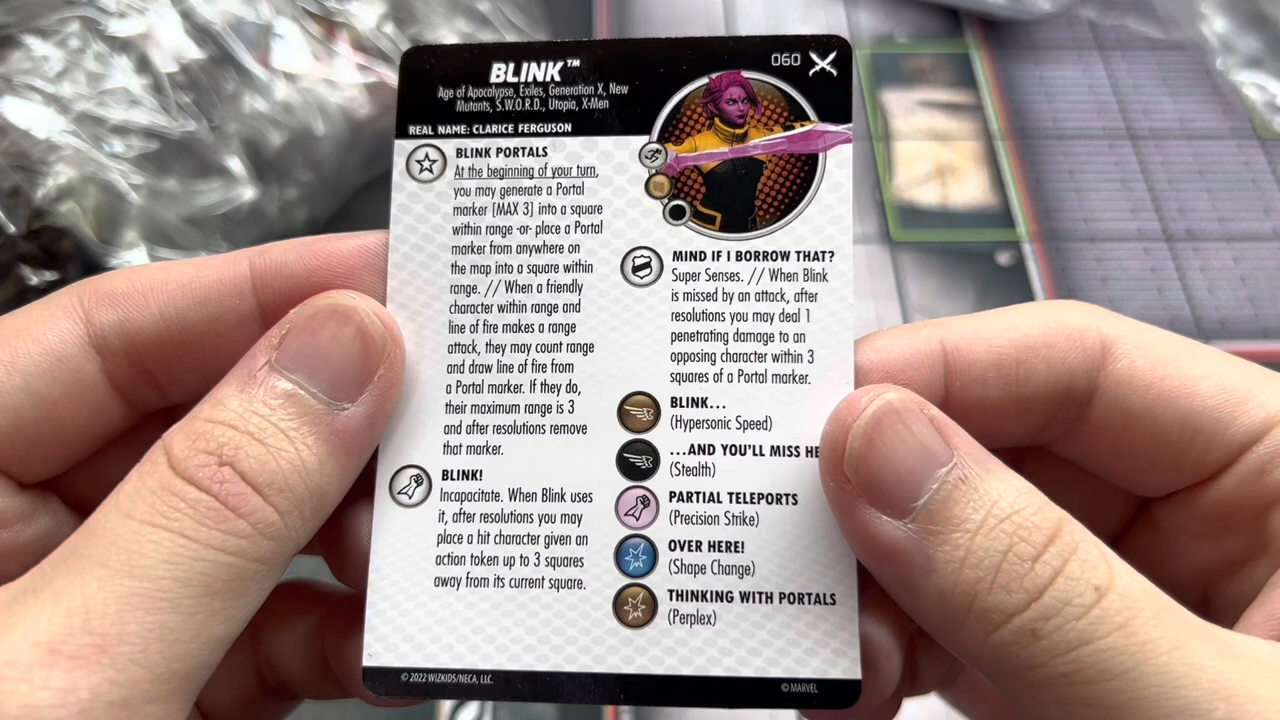 BLINK™
060
Age of Apocalypse, Exiles, Generation X, New
Mutants, S.W.O.R.D., Utopia, X-Men
REAL NAME: CLARICE FERGUSON
BLINK PORTALS
At the beginning of your turn,
you may generate a Portal
marker [MAX 3] into a square
within range -or- place a Portal
marker from anywhere on
the map into a square within
range. // When a friendly
character within range and
line of fire makes a range
attack, they may count range
and draw line of fire from
a Portal marker. If they do,
their maximum range is 3
and after resolutions remove
that marker.
BLINK!
Incapacitate. When Blink uses
it, after resolutions you may
place a hit character given an
action token up to 3 squares
away from its current square.
MIND IF I BORROW THAT?
Super Senses. // When Blink
is missed by an attack, after
resolutions you may deal 1
penetrating damage to an
opposing character within 3
squares of a Portal marker.
BLINK...
(Hypersonic Speed)
...AND YOU'LL MISS HE
(Stealth)
PARTIAL TELEPORTS
(Precision Strike)
OVER HERE!
(Shape Change)
THINKING WITH PORTALS
(Perplex)
© 2022 WIZKIDS/NECA, LLC.
© MARVEL